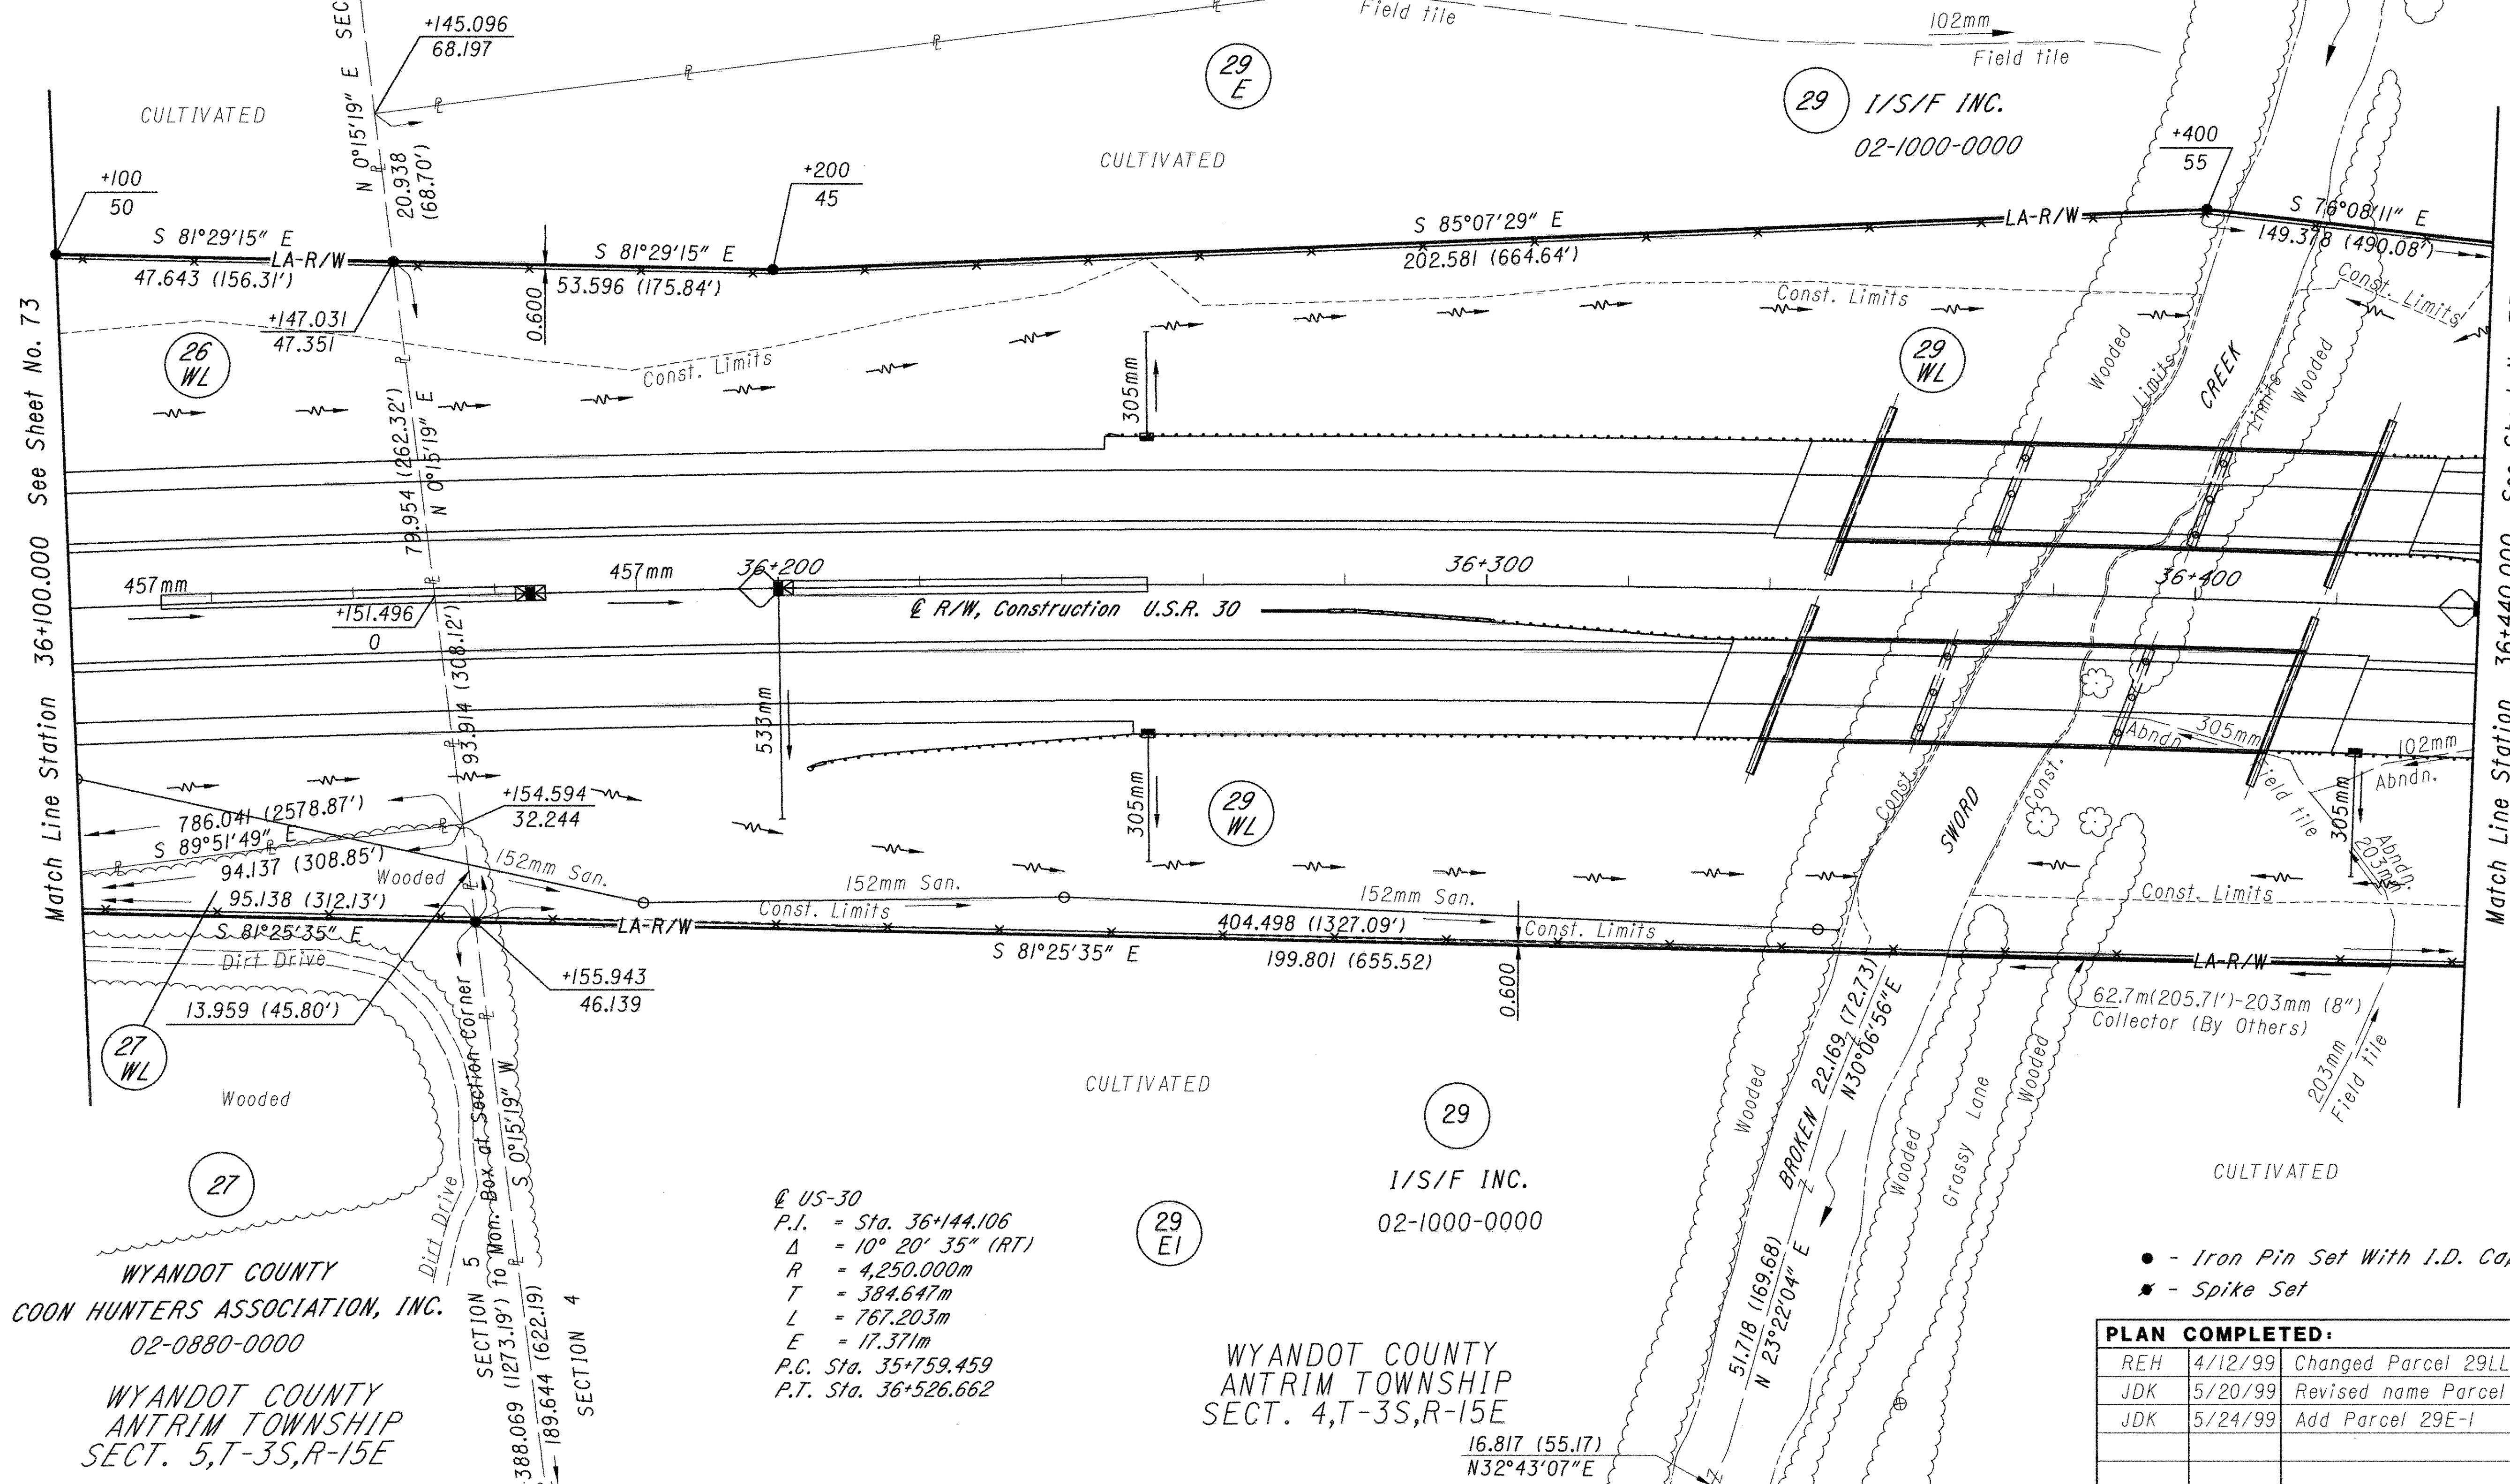 +145.096
68.197
N 0°15'19" E SEC
Field tile
102mm
Field tile
CULTIVATED
29
E
29
I/S/F INC.
02-1000-0000
+400
55
CULTIVATED
+100
50
20.938
(68.70')
+200
45
S 81°29'15" E
LA-R/W
47.643 (156.31')
S 81°29'15" E
53.596 (175.84')
S 85°07'29" E
202.581 (664.64')
LA-R/W
S 76°08'11" E
149.378 (490.08')
Const. Limits
Const. Limits
0.600
+147.031
47.351
26
WL
Const. Limits
Match Line Station 36+100.000 See Sheet No. 73
79.954 (262.32')
N 0°15'19" E
305mm
29
WL
Wooded
Limits
CREEK
Limits
Wooded
457mm
457mm
36+200
36+300
36+400
℄ R/W, Construction U.S.R. 30
+151.496
0
93.914 (308.12')
533mm
305mm
29
WL
Abndn.
305mm
102mm
Abndn.
Field tile
305mm
Abndn.
203mm
Match Line Station 36+440.000
+154.594
32.244
786.041 (2578.87')
S 89°51'49" E
94.137 (308.85')
Wooded
152mm San.
152mm San.
152mm San.
Const.
SWORD
Const.
95.138 (312.13')
S 81°25'35" E
LA-R/W
Const. Limits
404.498 (1327.09')
Const. Limits
Const. Limits
S 81°25'35" E
199.801 (655.52')
LA-R/W
Dirt Drive
+155.943
46.139
0.600
13.959 (45.80')
27
WL
Wooded
62.7m(205.71')-203mm (8")
Collector (By Others)
203mm
Field tile
CULTIVATED
29
I/S/F INC.
02-1000-0000
29
E1
Wooded
BROKEN
22.169 (72.73)
N30°06'56"E
Wooded
Grassy Lane
Wooded
CULTIVATED
27
Dirt Drive
WYANDOT COUNTY
COON HUNTERS ASSOCIATION, INC.
02-0880-0000
WYANDOT COUNTY
ANTRIM TOWNSHIP
SECT. 5,T-3S,R-15E
SECTION 5
388.069 (1273.19') to Mon. Box at Section Corner
S 0°15'19" W
189.644 (622.19)
SECTION 4
℄ US-30
P.I. = Sta. 36+144.106
Δ = 10° 20' 35" (RT)
R = 4,250.000m
T = 384.647m
L = 767.203m
E = 17.371m
P.C. Sta. 35+759.459
P.T. Sta. 36+526.662
WYANDOT COUNTY
ANTRIM TOWNSHIP
SECT. 4,T-3S,R-15E
51.718 (169.68)
N 23°22'04" E
16.817 (55.17)
N32°43'07"E
- Iron Pin Set With I.D. Ca
- Spike Set
PLAN COMPLETED:
REH 4/12/99 Changed Parcel 29LL
JDK 5/20/99 Revised name Parcel
JDK 5/24/99 Add Parcel 29E-1